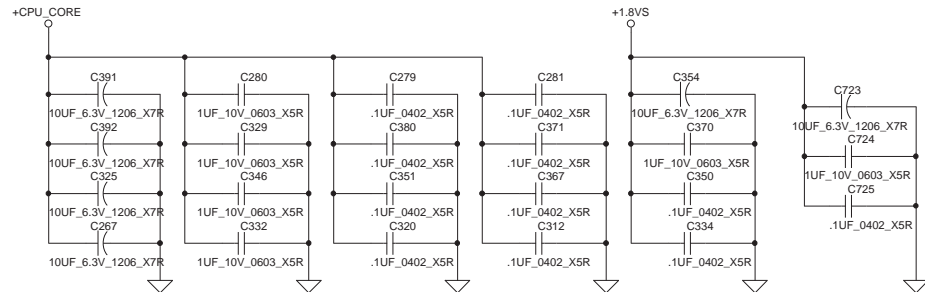 +CPU_CORE
+1.8VS
C391
10UF_6.3V_1206_X7R
C392
10UF_6.3V_1206_X7R
C325
10UF_6.3V_1206_X7R
C267
10UF_6.3V_1206_X7R
C280
1UF_10V_0603_X5R
C329
1UF_10V_0603_X5R
C346
1UF_10V_0603_X5R
C332
1UF_10V_0603_X5R
C279
.1UF_0402_X5R
C380
.1UF_0402_X5R
C351
.1UF_0402_X5R
C320
.1UF_0402_X5R
C281
.1UF_0402_X5R
C371
.1UF_0402_X5R
C367
.1UF_0402_X5R
C312
.1UF_0402_X5R
C354
10UF_6.3V_1206_X7R
C370
1UF_10V_0603_X5R
C350
.1UF_0402_X5R
C334
.1UF_0402_X5R
C723
10UF_6.3V_1206_X7R
C724
1UF_10V_0603_X5R
C725
.1UF_0402_X5R